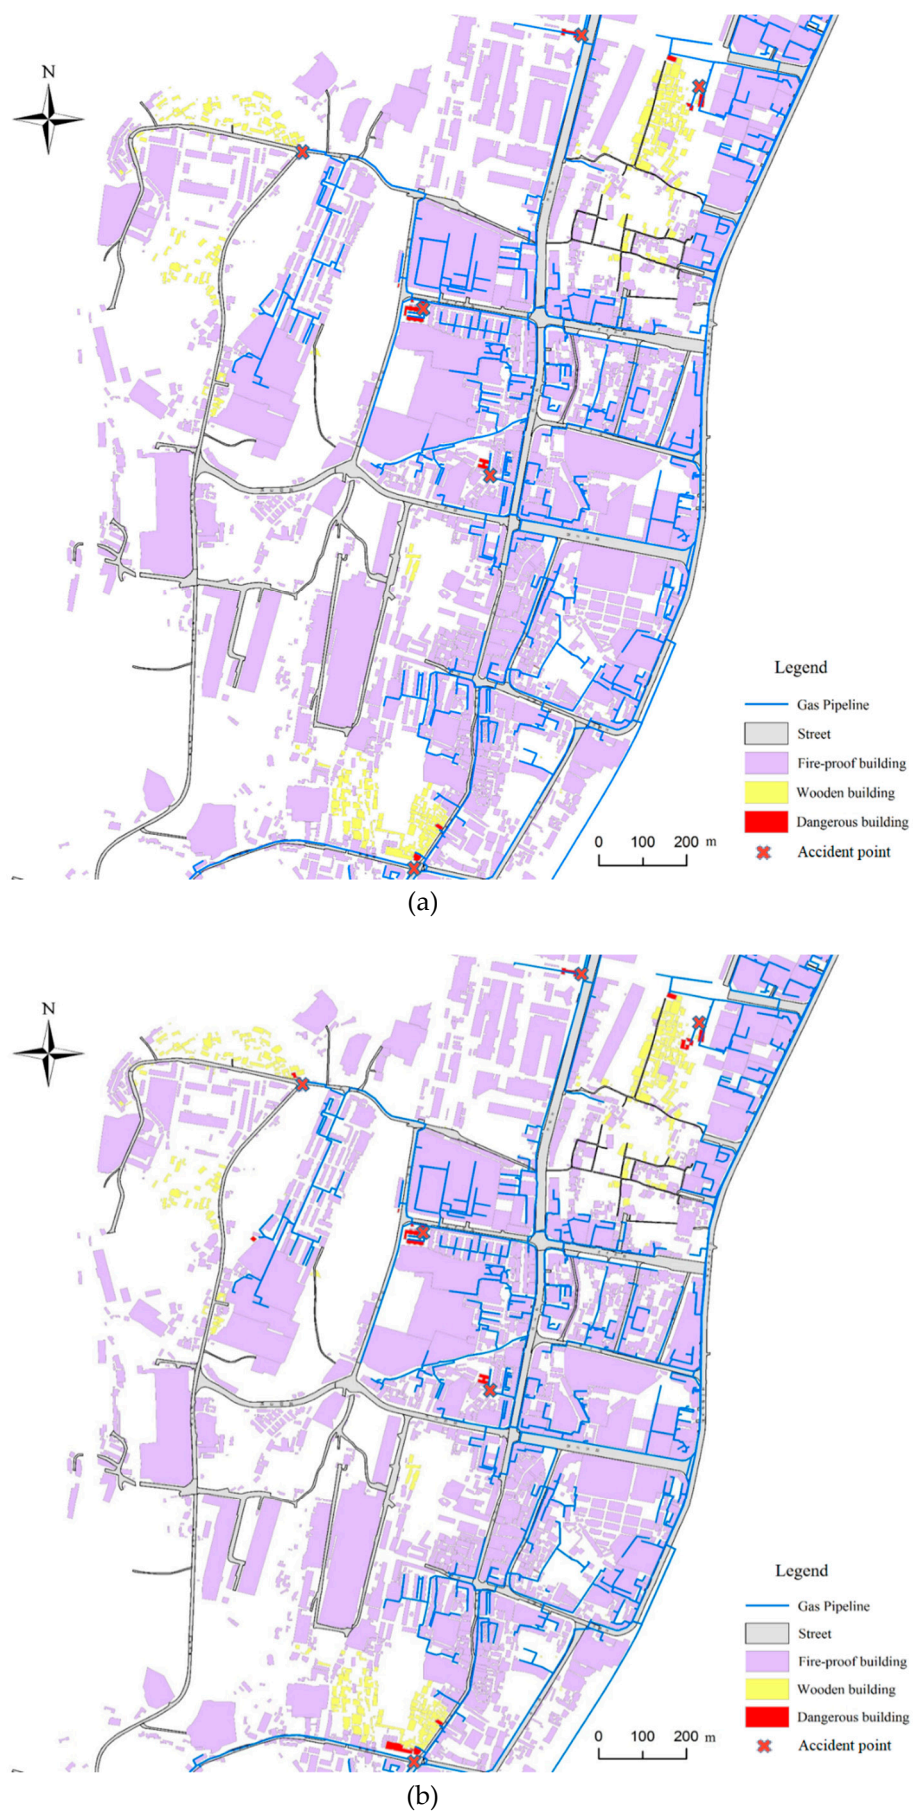 N
Legend
Gas Pipeline
Street
Fire-proof building
Wooden building
Dangerous building
Accident point
0 100 200 m
(a)
N
Legend
Gas Pipeline
Street
Fire-proof building
Wooden building
Dangerous building
Accident point
0 100 200 m
(b)